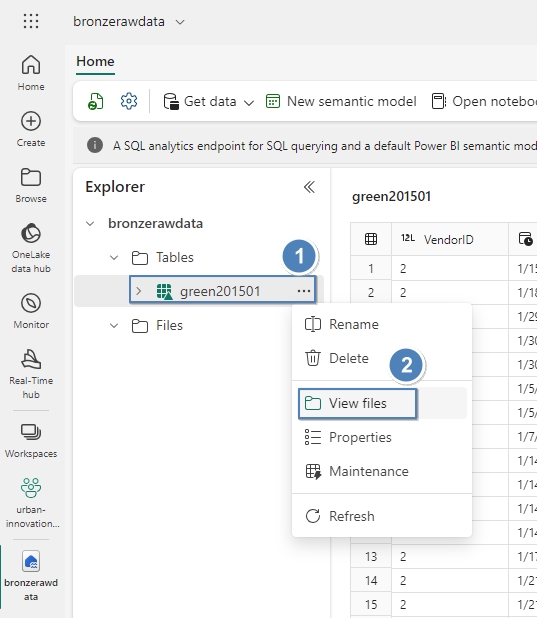 bronzerawdata
Home
Home
Get data
New semantic model
Open notebo
A SQL analytics endpoint for SQL querying and a default Power BI semantic mod
Create
Browse
OneLake
data hub
Monitor
Real-Time
hub
Workspaces
urban-
innovation...
bronzerawd
ata
Explorer
bronzerawdata
Tables
1
green201501
...
Files
Rename
Delete
2
View files
Properties
Maintenance
Refresh
green201501
12L VendorID
1 2 1/15
2 2 1/18
1/29
1/30
1/30
1/5/
1/5/
1/7/
1/14
1/14
1/14
1/14
13 2 1/17
14 2 1/21
15 2 1/21